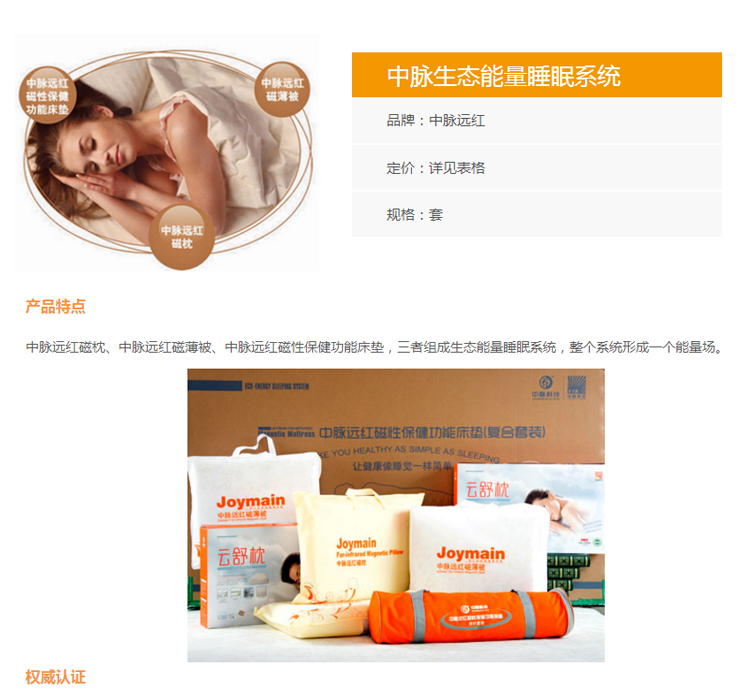 中脉远红
磁性保健
功能床垫
中脉远红
磁薄被
中脉远红
磁枕
中脉生态能量睡眠系统
品牌：中脉远红
定价：详见表格
规格：套
产品特点
中脉远红磁枕、中脉远红磁薄被、中脉远红磁性保健功能床垫，三者组成生态能量睡眠系统，整个系统形成一个能量场。
ECO-ENERGY SLEEPING SYSTEM
中脉科技
Magnetic Mattress 中脉远红磁性保健功能床垫(复合套装)
KE YOU HEALTHY AS SIMPLE AS SLEEPING
让健康像睡觉一样简单
Joymain
中脉远红磁薄被
云舒枕
Joymain
Far-infrared Magnetic Pillow
中脉远红磁枕
Joymain
中脉远红磁薄被
云舒枕
权威认证